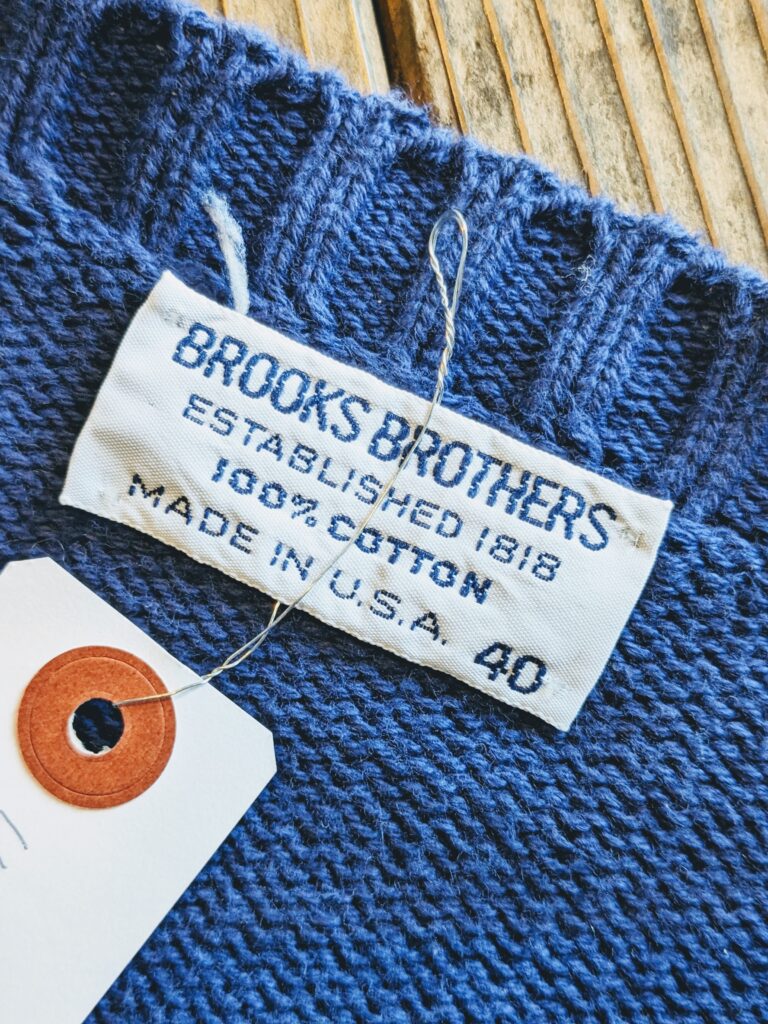 BROOKS BROTHERS
ESTABLISHED 1818
100% COTTON
MADE IN U.S.A. 40